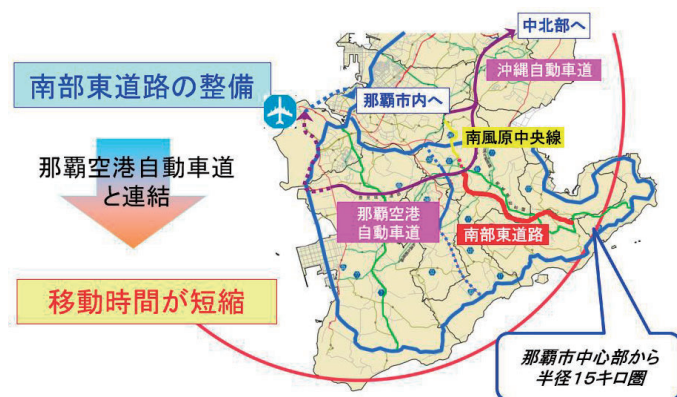 南部東道路の整備
那覇空港自動車道
と連結
移動時間が短縮
中北部へ
沖縄自動車道
那覇市内へ
南風原中央線
那覇空港
自動車道
南部東道路
那覇市中心部から
半径15キロ圏